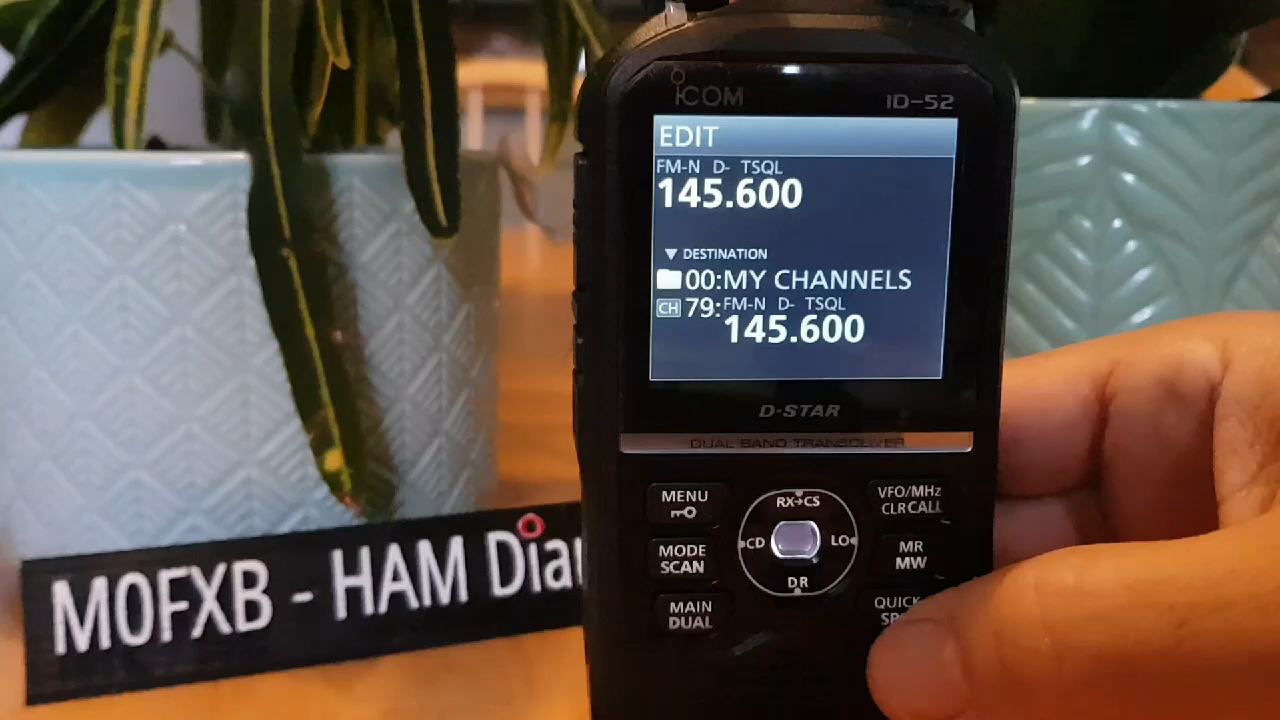 iCOM
ID-52
EDIT
FM-N D- TSQL
145.600
▼ DESTINATION
00:MY CHANNELS
CH 79: FM-N D- TSQL
145.600
D-STAR
DUAL BAND TRANSCEIVER
MENU
RX→CS
VFO/MHz
CLR CALL
CD
LO
MODE
SCAN
MR
MW
DR
MAIN
DUAL
QUICK
M0FXB - HAM